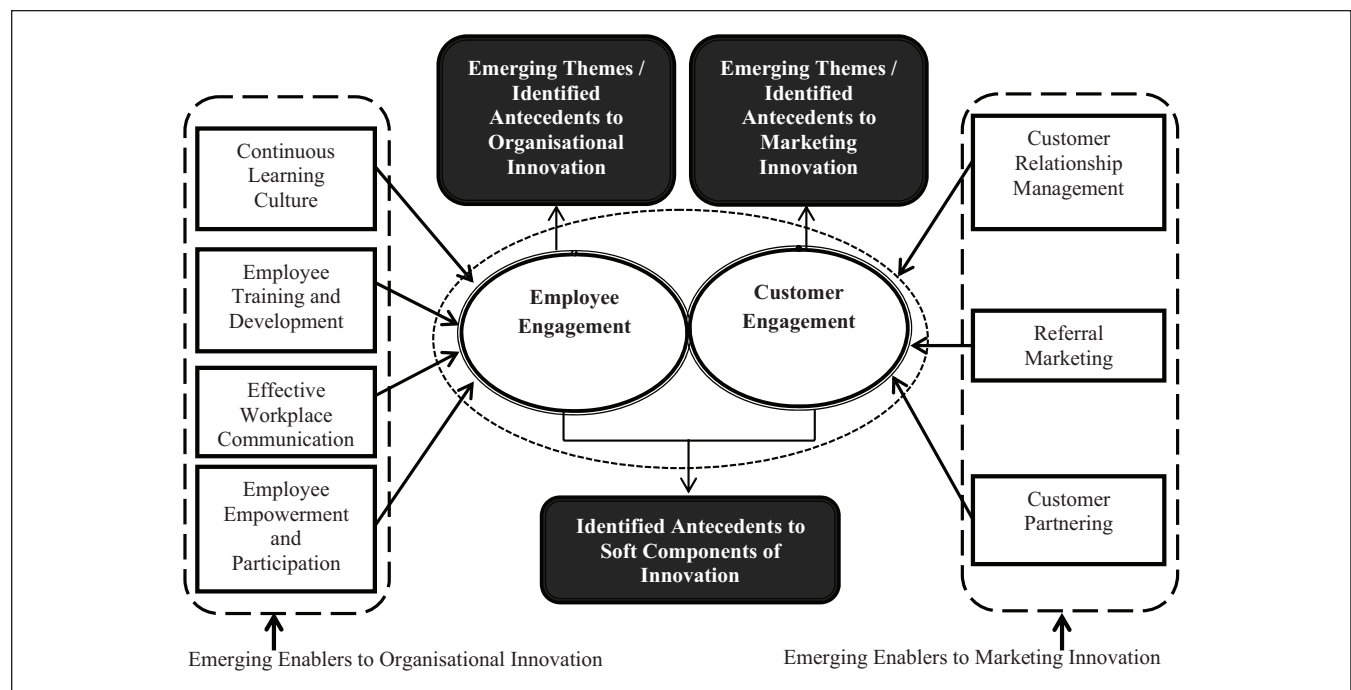 Emerging Themes /
Identified
Antecedents to
Organisational
Innovation
Emerging Themes /
Identified
Antecedents to
Marketing
Innovation
Continuous
Learning
Culture
Employee
Training and
Development
Effective
Workplace
Communication
Employee
Empowerment
and
Participation
Employee
Engagement
Customer
Engagement
Customer
Relationship
Management
Referral
Marketing
Customer
Partnering
Identified Antecedents to
Soft Components of
Innovation
Emerging Enablers to Organisational Innovation
Emerging Enablers to Marketing Innovation